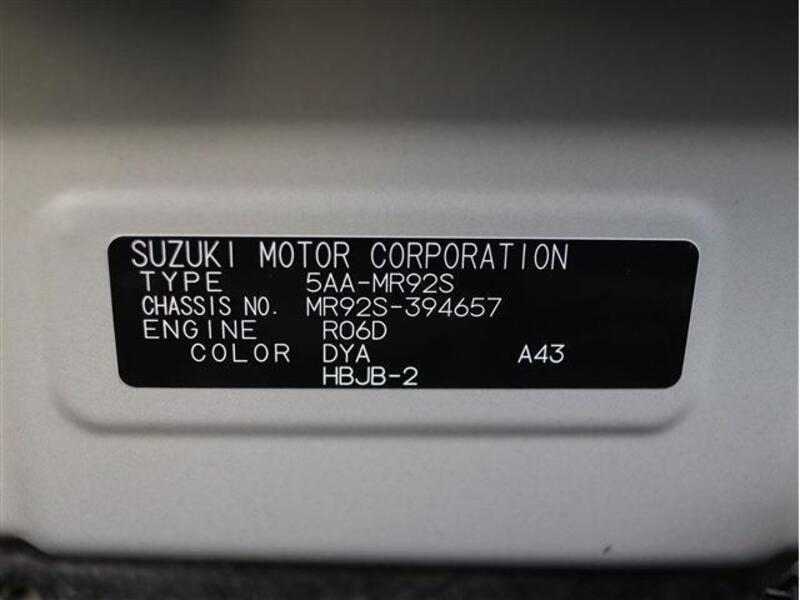 SUZUKI MOTOR CORPORATION
TYPE 5AA-MR92S
CHASSIS NO. MR92S-394657
ENGINE R06D
COLOR DYA A43
HBJB-2